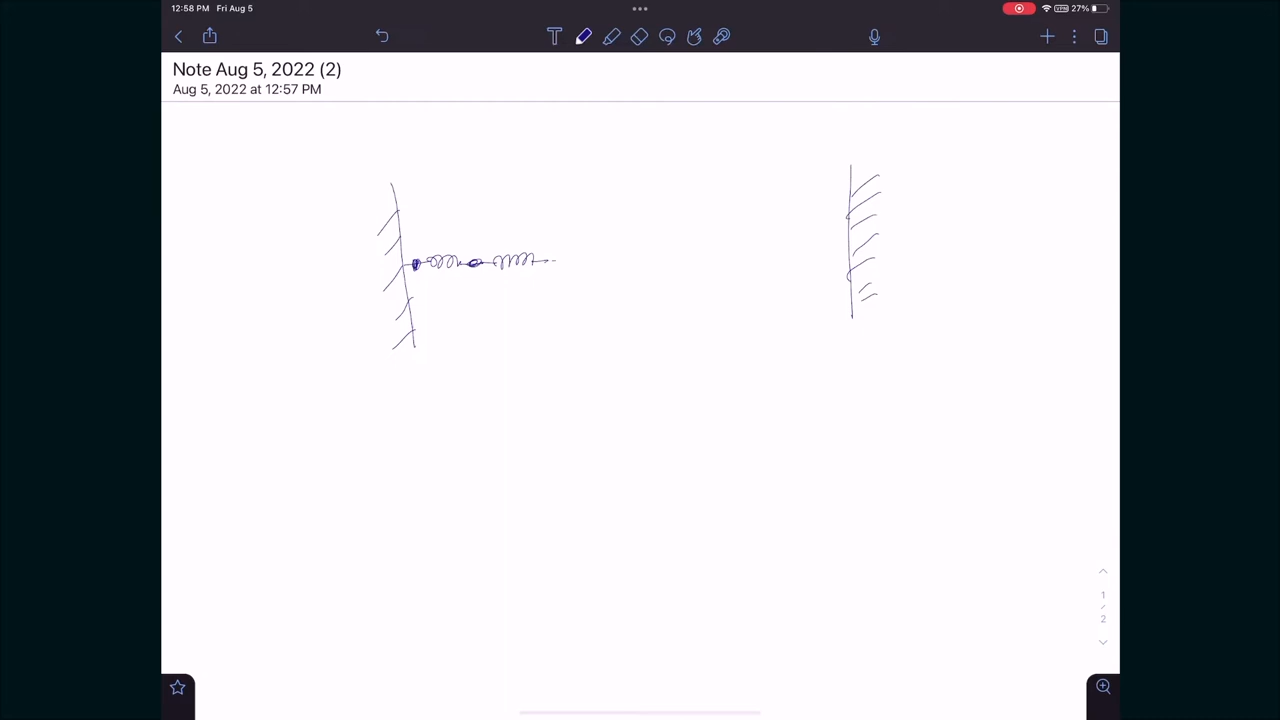 12:58 PM Fri Aug 5
VPN 27%
T
Note Aug 5, 2022 (2)
Aug 5, 2022 at 12:57 PM
1
/
2